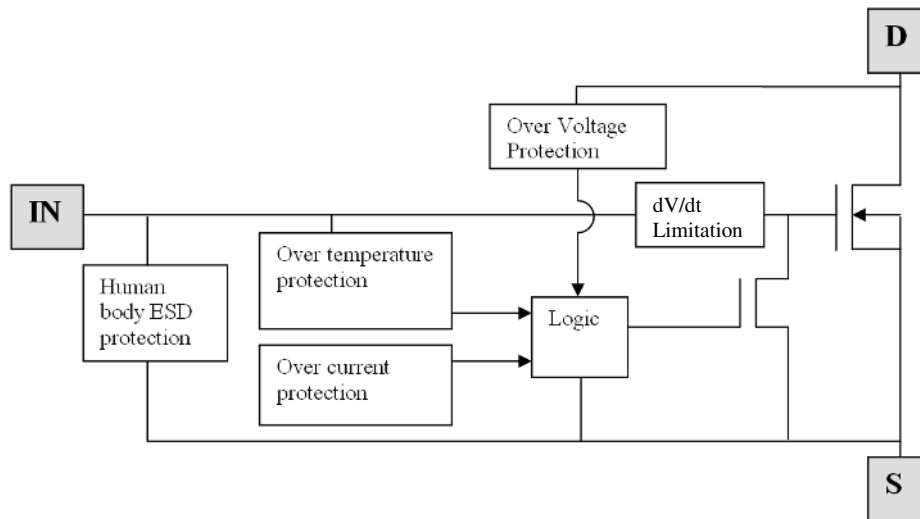 D
Over Voltage
Protection
IN
dV/dt
Limitation
Over temperature
protection
Human
body ESD
protection
Logic
Over current
protection
S